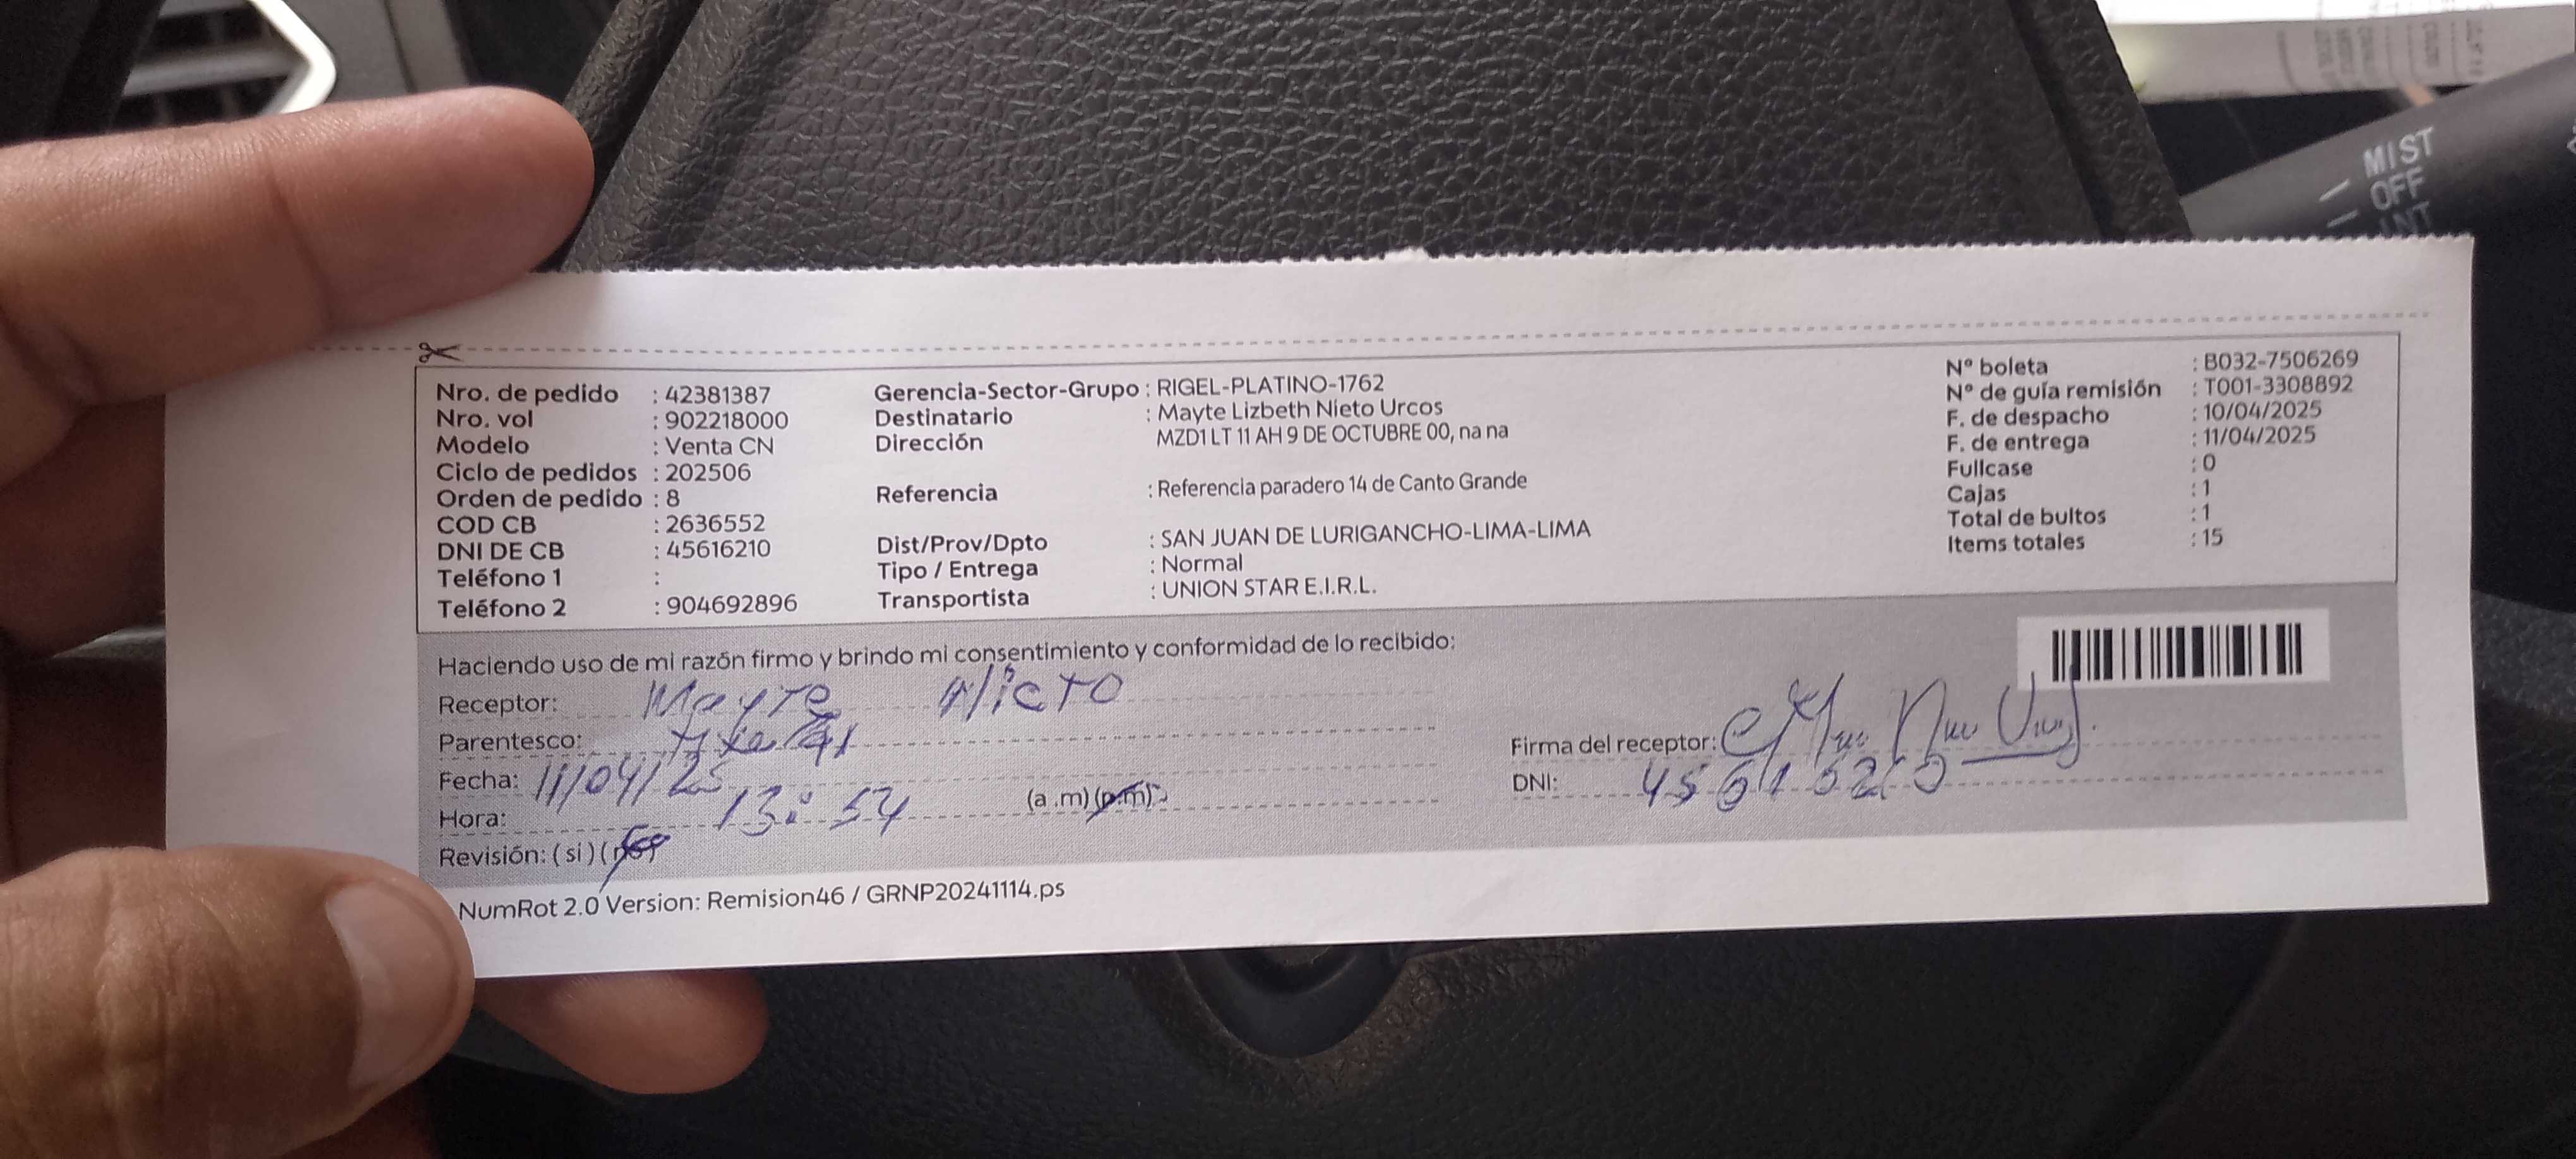 MIST
OFF
INT
Nro. de pedido : 42381387
Nro. vol : 902218000
Modelo : Venta CN
Ciclo de pedidos : 202506
Orden de pedido : 8
COD CB : 2636552
DNI DE CB : 45616210
Teléfono 1 :
Teléfono 2 : 904692896
Gerencia-Sector-Grupo : RIGEL-PLATINO-1762
Destinatario : Mayte Lizbeth Nieto Urcos
Dirección MZD1 LT 11 AH 9 DE OCTUBRE 00, na na
Referencia : Referencia paradero 14 de Canto Grande
Dist/Prov/Dpto : SAN JUAN DE LURIGANCHO-LIMA-LIMA
Tipo / Entrega : Normal
Transportista : UNION STAR E.I.R.L.
N° boleta : B032-7506269
N° de guía remisión : T001-3308892
F. de despacho : 10/04/2025
F. de entrega : 11/04/2025
Fullcase : 0
Cajas : 1
Total de bultos : 1
Items totales : 15
Haciendo uso de mi razón firmo y brindo mi consentimiento y conformidad de lo recibido:
Receptor: Mayte Nieto
Parentesco:
Fecha: 11/04/25
Hora: 13:54 (a .m) (p.m)
Revisión: ( si ) ( no )
Firma del receptor:
DNI: 45616210
NumRot 2.0 Version: Remision46 / GRNP20241114.ps